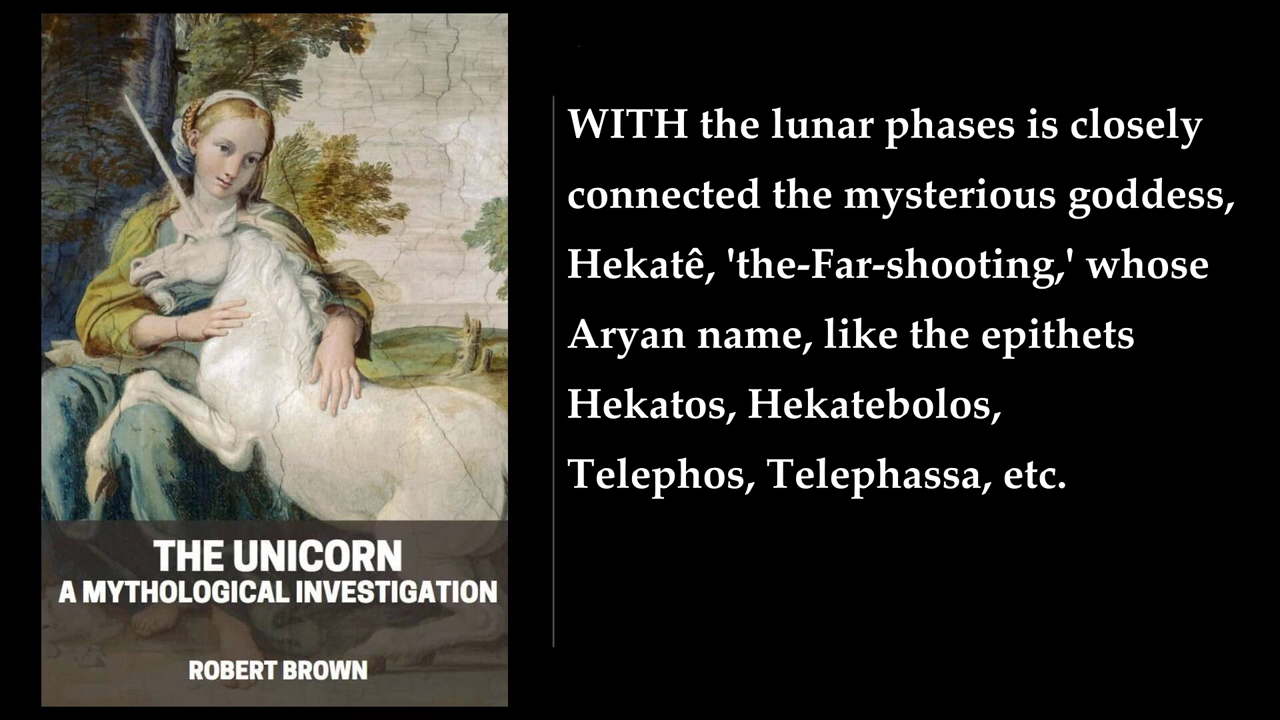 THE UNICORN
A MYTHOLOGICAL INVESTIGATION
ROBERT BROWN
WITH the lunar phases is closely
connected the mysterious goddess,
Hekatê, 'the-Far-shooting,' whose
Aryan name, like the epithets
Hekatos, Hekatebolos,
Telephos, Telephassa, etc.